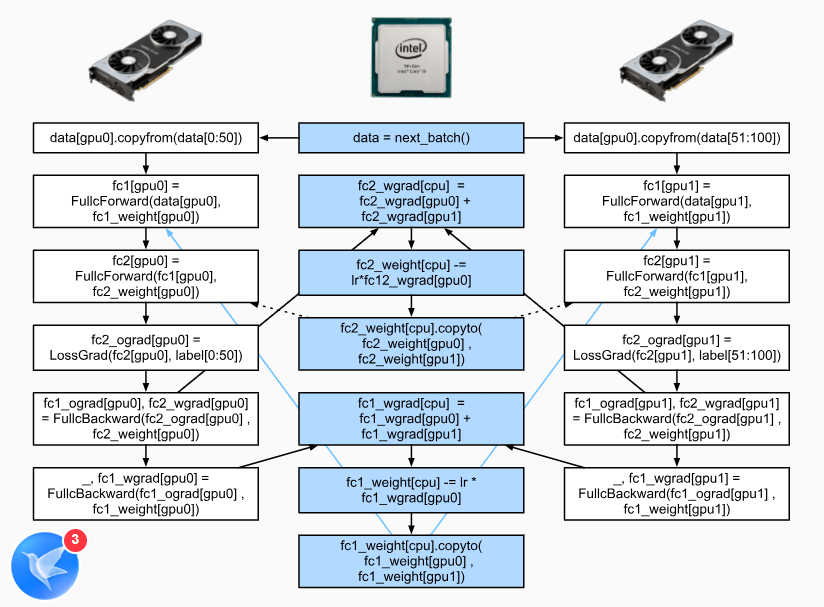 intel
9th Gen
Intel® Core™ i9
data[gpu0].copyfrom(data[0:50])
fc1[gpu0] =
FullcForward(data[gpu0],
fc1_weight[gpu0])
fc2[gpu0] =
FullcForward(fc1[gpu0],
fc2_weight[gpu0])
fc2_ograd[gpu0] =
LossGrad(fc2[gpu0], label[0:50])
fc1_ograd[gpu0], fc2_wgrad[gpu0]
= FullcBackward(fc2_ograd[gpu0] ,
fc2_weight[gpu0])
_, fc1_wgrad[gpu0] =
FullcBackward(fc1_ograd[gpu0] ,
fc1_weight[gpu0])
data = next_batch()
fc2_wgrad[cpu] =
fc2_wgrad[gpu0] +
fc2_wgrad[gpu1]
fc2_weight[cpu] -=
lr*fc12_wgrad[gpu0]
fc2_weight[cpu].copyto(
fc2_weight[gpu0] ,
fc2_weight[gpu1])
fc1_wgrad[cpu] =
fc1_wgrad[gpu0] +
fc1_wgrad[gpu1]
fc1_weight[cpu] -= lr *
fc1_wgrad[gpu0]
fc1_weight[cpu].copyto(
fc1_weight[gpu0] ,
fc1_weight[gpu1])
data[gpu0].copyfrom(data[51:100])
fc1[gpu1] =
FullcForward(data[gpu1],
fc1_weight[gpu1])
fc2[gpu1] =
FullcForward(fc1[gpu1],
fc2_weight[gpu1])
fc2_ograd[gpu1] =
LossGrad(fc2[gpu1], label[51:100])
fc1_ograd[gpu1], fc2_wgrad[gpu1]
= FullcBackward(fc2_ograd[gpu1] ,
fc2_weight[gpu1])
_, fc1_wgrad[gpu1] =
FullcBackward(fc1_ograd[gpu1] ,
fc1_weight[gpu1])
3